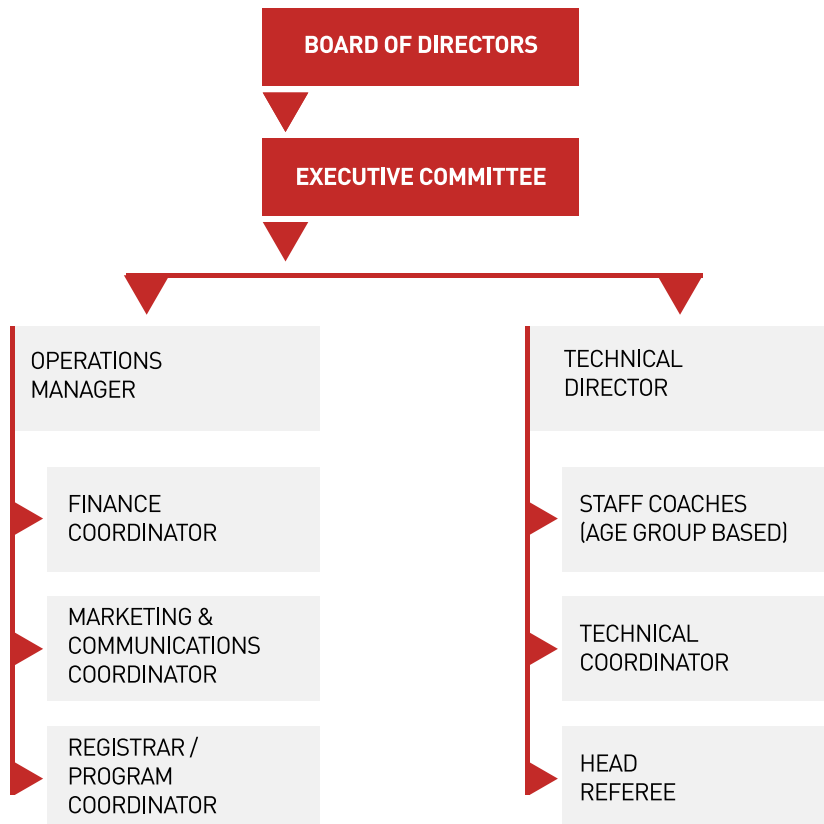 BOARD OF DIRECTORS
EXECUTIVE COMMITTEE
OPERATIONS
MANAGER
FINANCE
COORDINATOR
MARKETING &
COMMUNICATIONS
COORDINATOR
REGISTRAR /
PROGRAM
COORDINATOR
TECHNICAL
DIRECTOR
STAFF COACHES
(AGE GROUP BASED)
TECHNICAL
COORDINATOR
HEAD
REFEREE